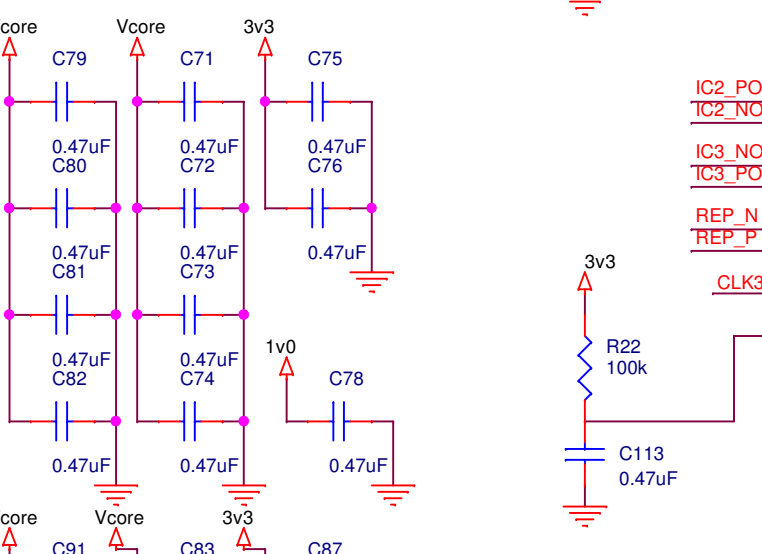 core Vcore 3v3
C79 C71 C75
0.47uF 0.47uF 0.47uF
C80 C72 C76
0.47uF 0.47uF 0.47uF
C81 C73
0.47uF 0.47uF
C82 C74
0.47uF 0.47uF
1v0
C78
0.47uF
core Vcore 3v3
C91 C83 C87
3v3
R22
100k
C113
0.47uF
IC2_PO
IC2_NO
IC3_NO
IC3_PO
REP_N
REP_P
CLK3